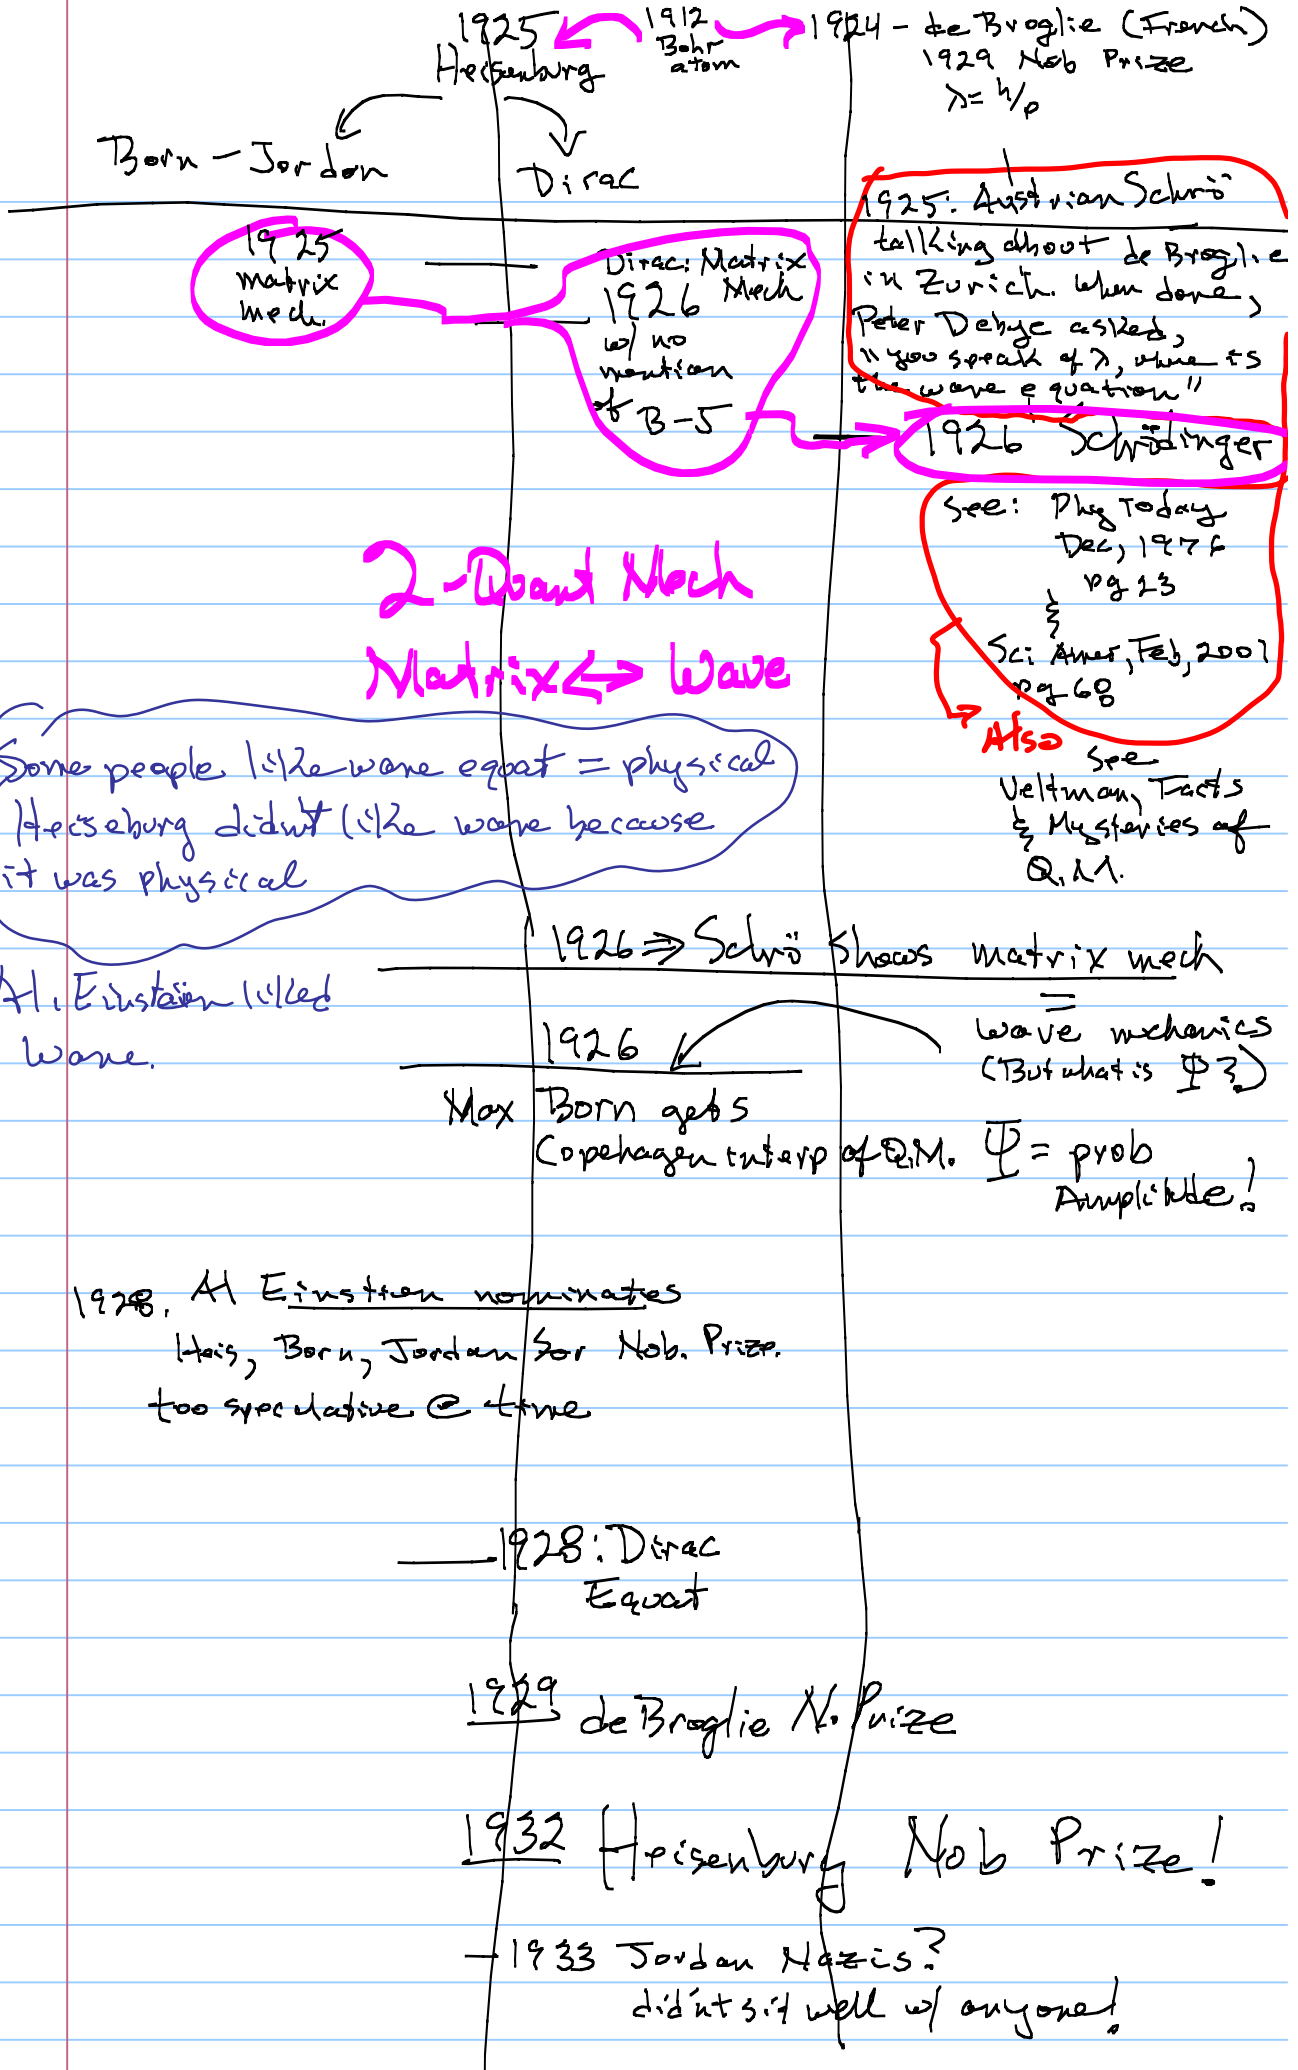 1925
Heisenburg
1912
Bohr
atom
1924 - de Broglie (French)
1929 Nob Prize
λ = h/p
Born - Jordon
Dirac
1925
matrix
mech.
Dirac: Matrix
1926 Mech
w/ no
mention
of B-J
1925: Austrian Schrö
talking about de Broglie
in Zurich. When done,
Peter Debye asked,
"you speak of λ, where is
the wave equation"
1926 Schrödinger
see: Phy Today
Dec, 1976
pg 23
&
Sci Amer, Feb, 2001
pg 68
Also
see
Veltman, Facts
& Mysteries of
Q.M.
2-Quant Mech
Matrix ↔ Wave
Some people like wave equat = physical
Heiseburg didn't like wave because
it was physical
Al. Einstein liked
wave.
1926 ⇒ Schrö Shows matrix mech
=
wave mechanics
(But what is Ψ?)
1926
Max Born gets
Copehagen interp of Q.M. Ψ = prob
Amplitude!
1928. Al Einstien nominates
Heis, Born, Jordan for Nob. Prize.
too speculative @ time
1928: Dirac
Equat
1929 de Broglie N. Prize
1932 Heisenburg Nob Prize!
- 1933 Jordan Nazis?
did'nt sit well w/ anyone!